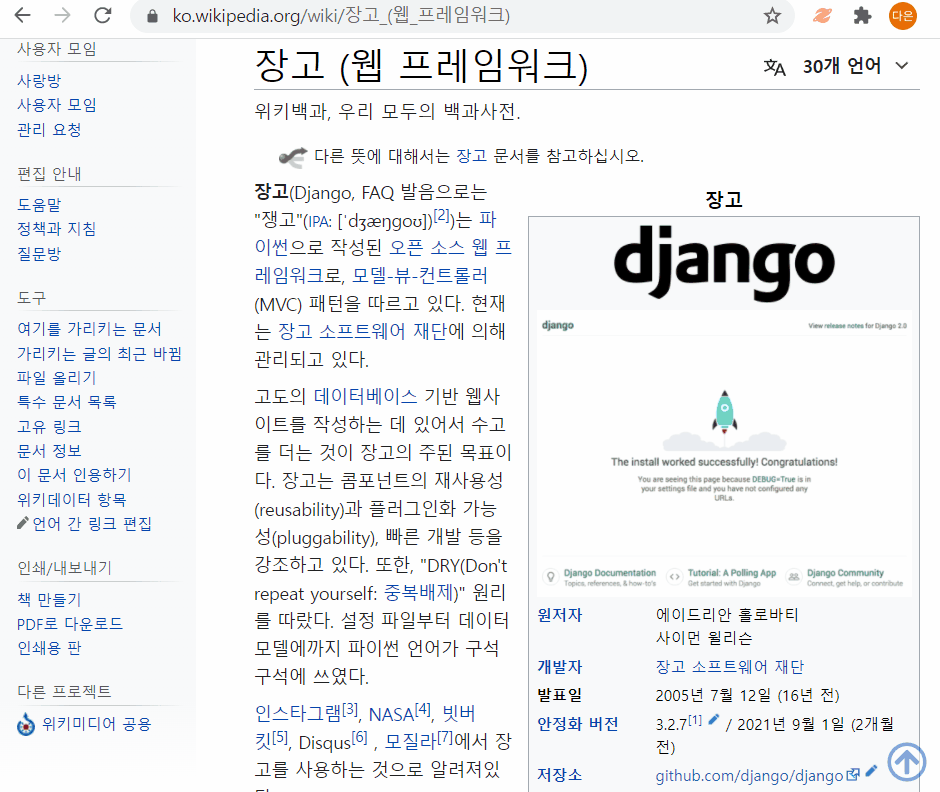 ko.wikipedia.org/wiki/장고_(웹_프레임워크)
다운
사용자 모임
사랑방
사용자 모임
관리 요청
편집 안내
도움말
정책과 지침
질문방
도구
여기를 가리키는 문서
가리키는 글의 최근 바뀜
파일 올리기
특수 문서 목록
고유 링크
문서 정보
이 문서 인용하기
위키데이터 항목
언어 간 링크 편집
인쇄/내보내기
책 만들기
PDF로 다운로드
인쇄용 판
다른 프로젝트
위키미디어 공용
장고 (웹 프레임워크)
30개 언어
위키백과, 우리 모두의 백과사전.
다른 뜻에 대해서는 장고 문서를 참고하십시오.
장고(Django, FAQ 발음으로는
"쟁고"(IPA: [ˈdʒæŋɡoʊ])[2])는 파
이썬으로 작성된 오픈 소스 웹 프
레임워크로, 모델-뷰-컨트롤러
(MVC) 패턴을 따르고 있다. 현재
는 장고 소프트웨어 재단에 의해
관리되고 있다.
고도의 데이터베이스 기반 웹사
이트를 작성하는 데 있어서 수고
를 더는 것이 장고의 주된 목표이
다. 장고는 콤포넌트의 재사용성
(reusability)과 플러그인화 가능
성(pluggability), 빠른 개발 등을
강조하고 있다. 또한, "DRY(Don't
repeat yourself: 중복배제)" 원리
를 따랐다. 설정 파일부터 데이터
모델에까지 파이썬 언어가 구석
구석에 쓰였다.
인스타그램[3], NASA[4], 빗버
킷[5], Disqus[6] , 모질라[7]에서 장
고를 사용하는 것으로 알려져있
장고
django
django
View release notes for Django 2.0
The install worked successfully! Congratulations!
You are seeing this page because DEBUG=True is in
your settings file and you have not configured any
URLs.
Django Documentation
Topics, references, & how-to's
Tutorial: A Polling App
Get started with Django
Django Community
Connect, get help, or contribute
원저자 에이드리안 홀로바티
사이먼 윌리슨
개발자 장고 소프트웨어 재단
발표일 2005년 7월 12일 (16년 전)
안정화 버전 3.2.7[1] / 2021년 9월 1일 (2개월
전)
저장소 github.com/django/django